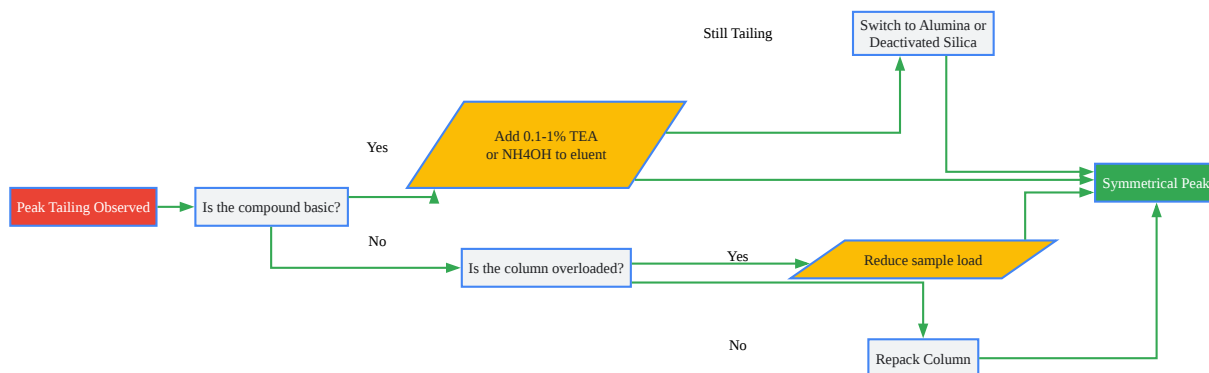 Still Tailing
Switch to Alumina or
Deactivated Silica
Yes
Add 0.1-1% TEA
or NH4OH to eluent
Peak Tailing Observed
Is the compound basic?
Symmetrical Peak
No
Is the column overloaded?
Yes
Reduce sample load
No
Repack Column